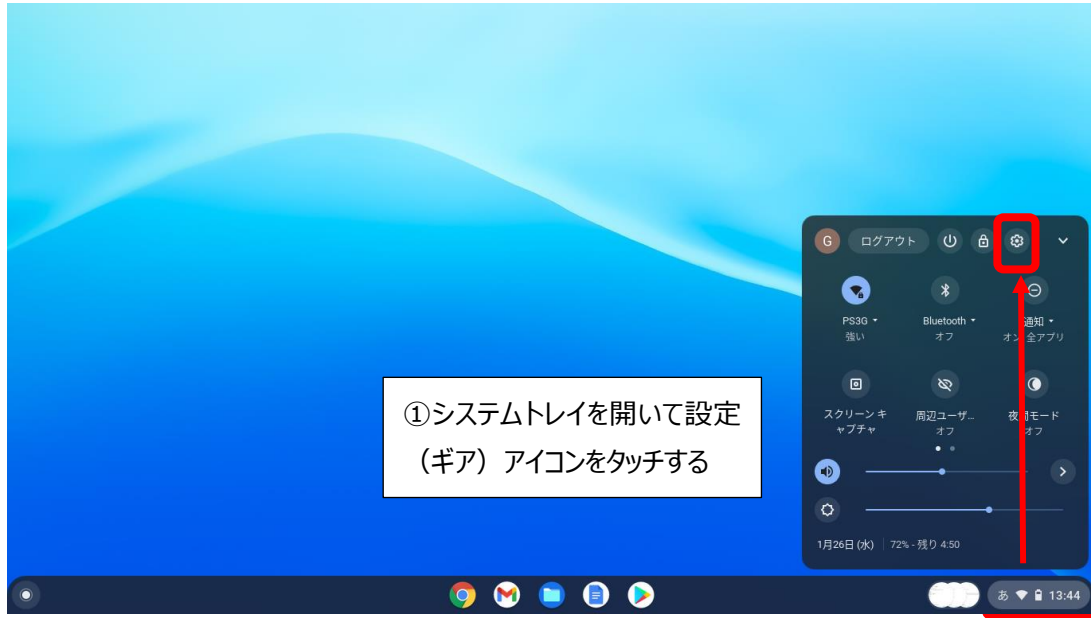 G ログアウト
PS3G
強い
Bluetooth
オフ
通知
オン 全アプリ
スクリーン キ
ャプチャ
周辺ユーザ...
オフ
夜間モード
オフ
①システムトレイを開いて設定
（ギア）アイコンをタッチする
1月26日 (水) 72% - 残り 4:50
あ 13:44